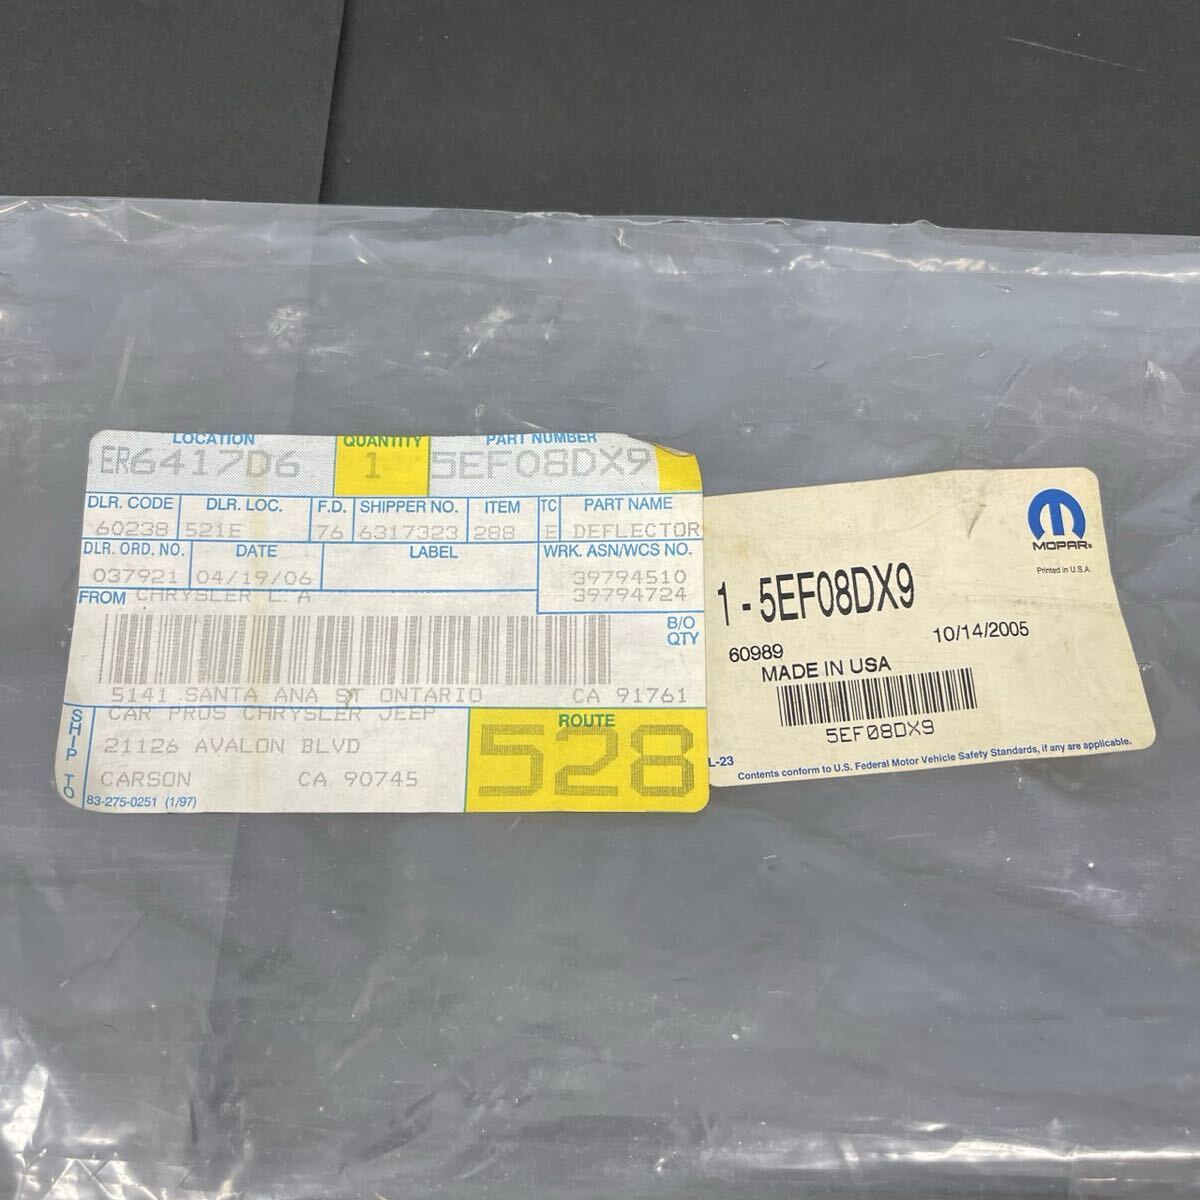 LOCATION QUANTITY PART NUMBER
ER6417D6 1 5EF08DX9
DLR. CODE DLR. LOC. F.D. SHIPPER NO. ITEM TC PART NAME
60238 521E 76 6317323 288 E DEFLECTOR
DLR. ORD. NO. DATE LABEL WRK. ASN/WCS NO.
037921 04/19/06 39794510
39794724
FROM CHRYSLER L.A
B/O
QTY
5141 SANTA ANA ST ONTARIO CA 91761
SHIP TO
CAR PROS CHRYSLER JEEP
21126 AVALON BLVD
CARSON CA 90745
ROUTE
528
83-275-0251 (1/97)
MOPAR®
Printed in U.S.A.
1 - 5EF08DX9
10/14/2005
60989
MADE IN USA
5EF08DX9
L-23
Contents conform to U.S. Federal Motor Vehicle Safety Standards, if any are applicable.